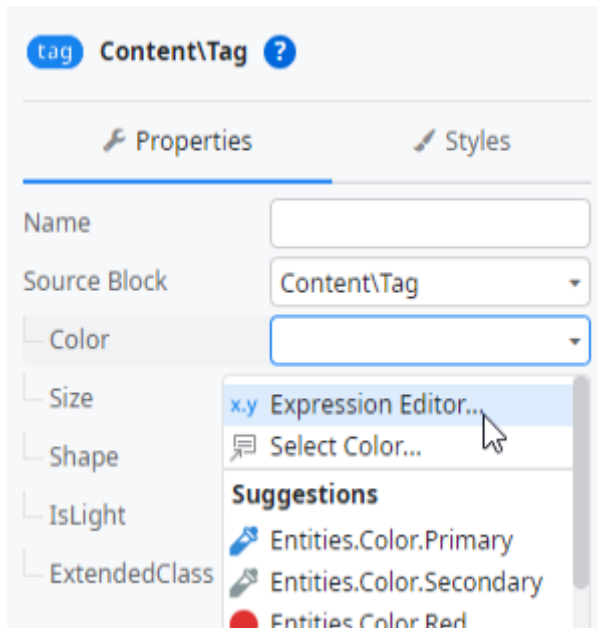 tag Content\Tag ?
Properties Styles
Name
Source Block Content\Tag
Color
Size
x.y Expression Editor...
Select Color...
Shape
Suggestions
IsLight
Entities.Color.Primary
ExtendedClass
Entities.Color.Secondary
Entities.Color.Red